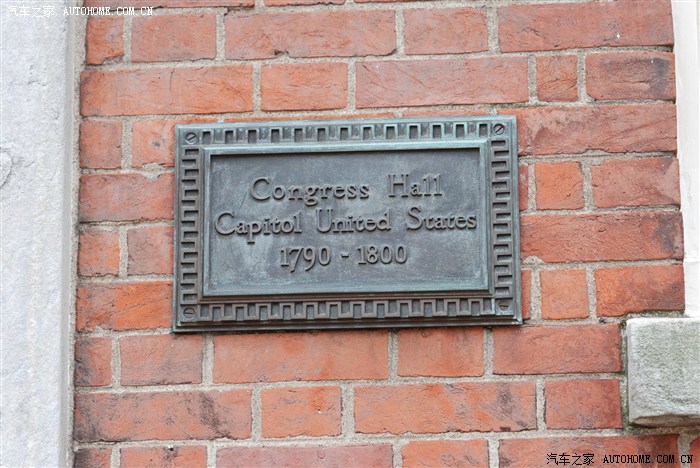 汽车之家 AUTOHOME.COM.CN
Congress Hall
Capitol United States
1790 - 1800
汽车之家 AUTOHOME.COM.CN